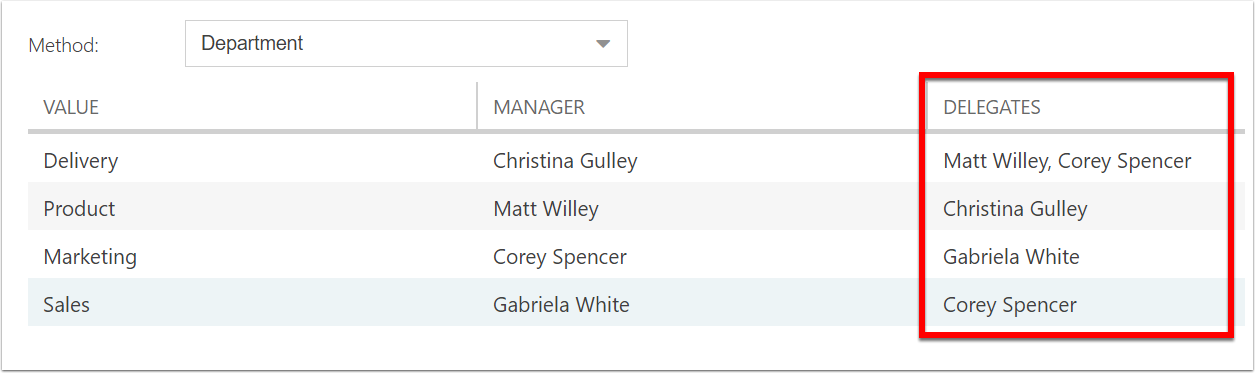 Method: Department
VALUE MANAGER DELEGATES
Delivery Christina Gulley Matt Willey, Corey Spencer
Product Matt Willey Christina Gulley
Marketing Corey Spencer Gabriela White
Sales Gabriela White Corey Spencer